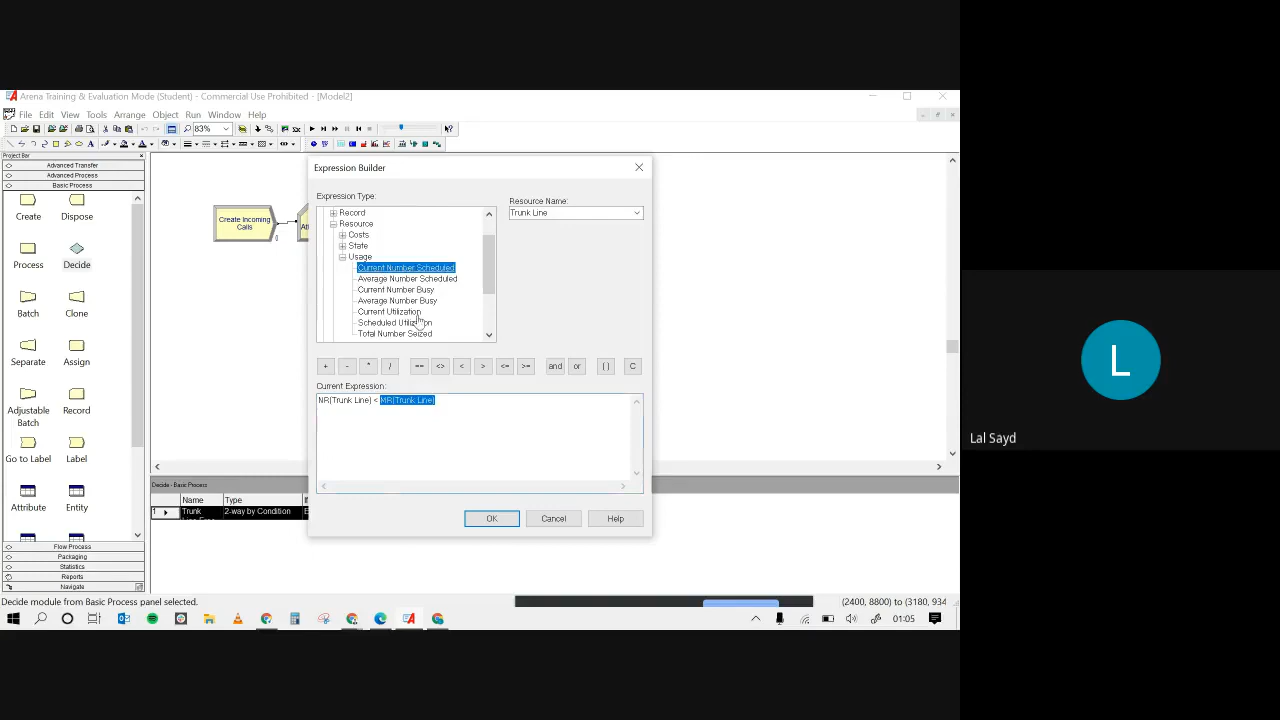 Arena Training & Evaluation Mode (Student) - Commercial Use Prohibited - [Model2]
File Edit View Tools Arrange Object Run Window Help
83%
Project Bar
Advanced Transfer
Advanced Process
Basic Process
Create Dispose
Process Decide
Batch Clone
Separate Assign
Adjustable Batch Record
Go to Label Label
Attribute Entity
Flow Process
Packaging
Statistics
Reports
Navigate
Create Incoming
Calls
0
Expression Builder
Expression Type:
Record
Resource
Costs
State
Usage
Current Number Scheduled
Average Number Scheduled
Current Number Busy
Average Number Busy
Current Utilization
Scheduled Utilization
Total Number Seized
Resource Name:
Trunk Line
+ - * / == <> < > <= >= and or ( ) C
Current Expression:
NR(Trunk Line) < MR(Trunk Line)
OK Cancel Help
Decide - Basic Process
Name Type
1 Trunk 2-way by Condition
Decide module from Basic Process panel selected.
(2400, 8800) to (3180, 934
01:05
L
Lal Sayd